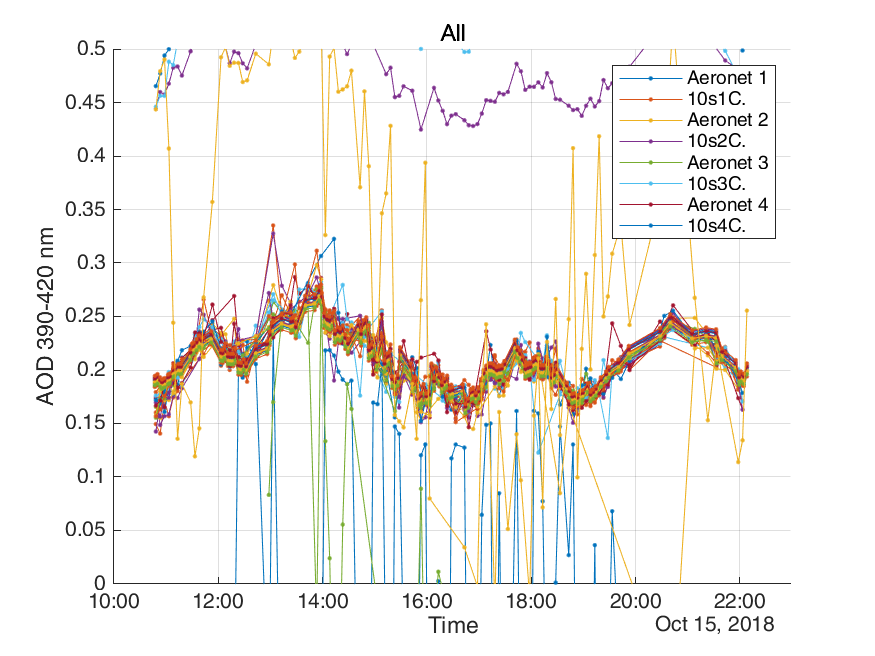 All
0.5
0.45
0.4
0.35
0.3
0.25
0.2
0.15
0.1
0.05
0
AOD 390-420 nm
Aeronet 1
10s1C.
Aeronet 2
10s2C.
Aeronet 3
10s3C.
Aeronet 4
10s4C.
10:00 12:00 14:00 16:00 18:00 20:00 22:00
Time
Oct 15, 2018